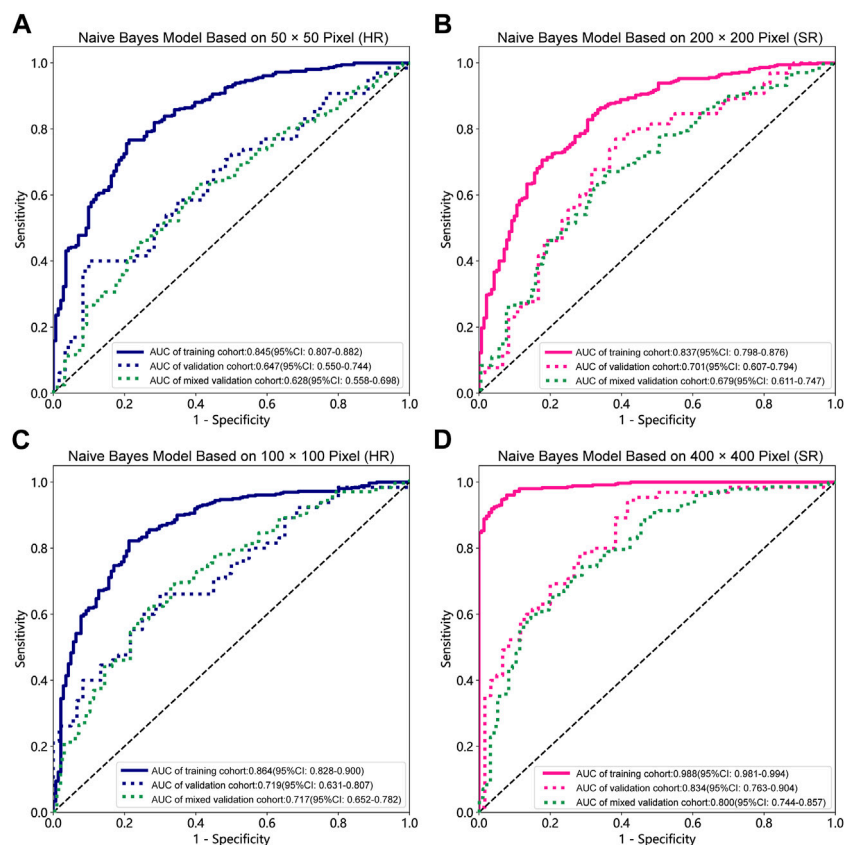 A
Naive Bayes Model Based on 50 × 50 Pixel (HR)
1.0
0.8
0.6
0.4
0.2
0.0
Sensitivity
AUC of training cohort:0.845(95%CI: 0.807-0.882)
AUC of validation cohort:0.647(95%CI: 0.550-0.744)
AUC of mixed validation cohort:0.628(95%CI: 0.558-0.698)
0.0 0.2 0.4 0.6 0.8 1.0
1 - Specificity
B
Naive Bayes Model Based on 200 × 200 Pixel (SR)
1.0
0.8
0.6
0.4
0.2
0.0
Sensitivity
AUC of training cohort:0.837(95%CI: 0.798-0.876)
AUC of validation cohort:0.701(95%CI: 0.607-0.794)
AUC of mixed validation cohort:0.679(95%CI: 0.611-0.747)
0.0 0.2 0.4 0.6 0.8 1.0
1 - Specificity
C
Naive Bayes Model Based on 100 × 100 Pixel (HR)
1.0
0.8
0.6
0.4
0.2
0.0
Sensitivity
AUC of training cohort:0.864(95%CI: 0.828-0.900)
AUC of validation cohort:0.719(95%CI: 0.631-0.807)
AUC of mixed validation cohort:0.717(95%CI: 0.652-0.782)
0.0 0.2 0.4 0.6 0.8 1.0
1 - Specificity
D
Naive Bayes Model Based on 400 × 400 Pixel (SR)
1.0
0.8
0.6
0.4
0.2
0.0
Sensitivity
AUC of training cohort:0.988(95%CI: 0.981-0.994)
AUC of validation cohort:0.834(95%CI: 0.763-0.904)
AUC of mixed validation cohort:0.800(95%CI: 0.744-0.857)
0.0 0.2 0.4 0.6 0.8 1.0
1 - Specificity